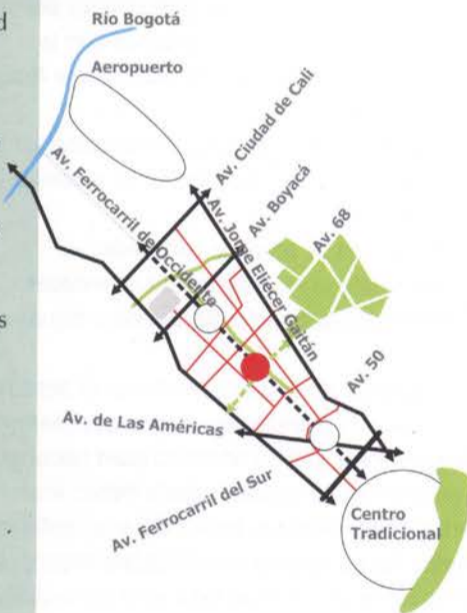 d
Río Bogotá
Aeropuerto
Av. Ciudad de Cali
Av. Ferrocarril de Occidente
Av. Jorge Eliécer Gaitán
Av. Boyacá
Av. 68
s
Av. 50
Av. de Las Américas
Av. Ferrocarril del Sur
Centro
Tradicional